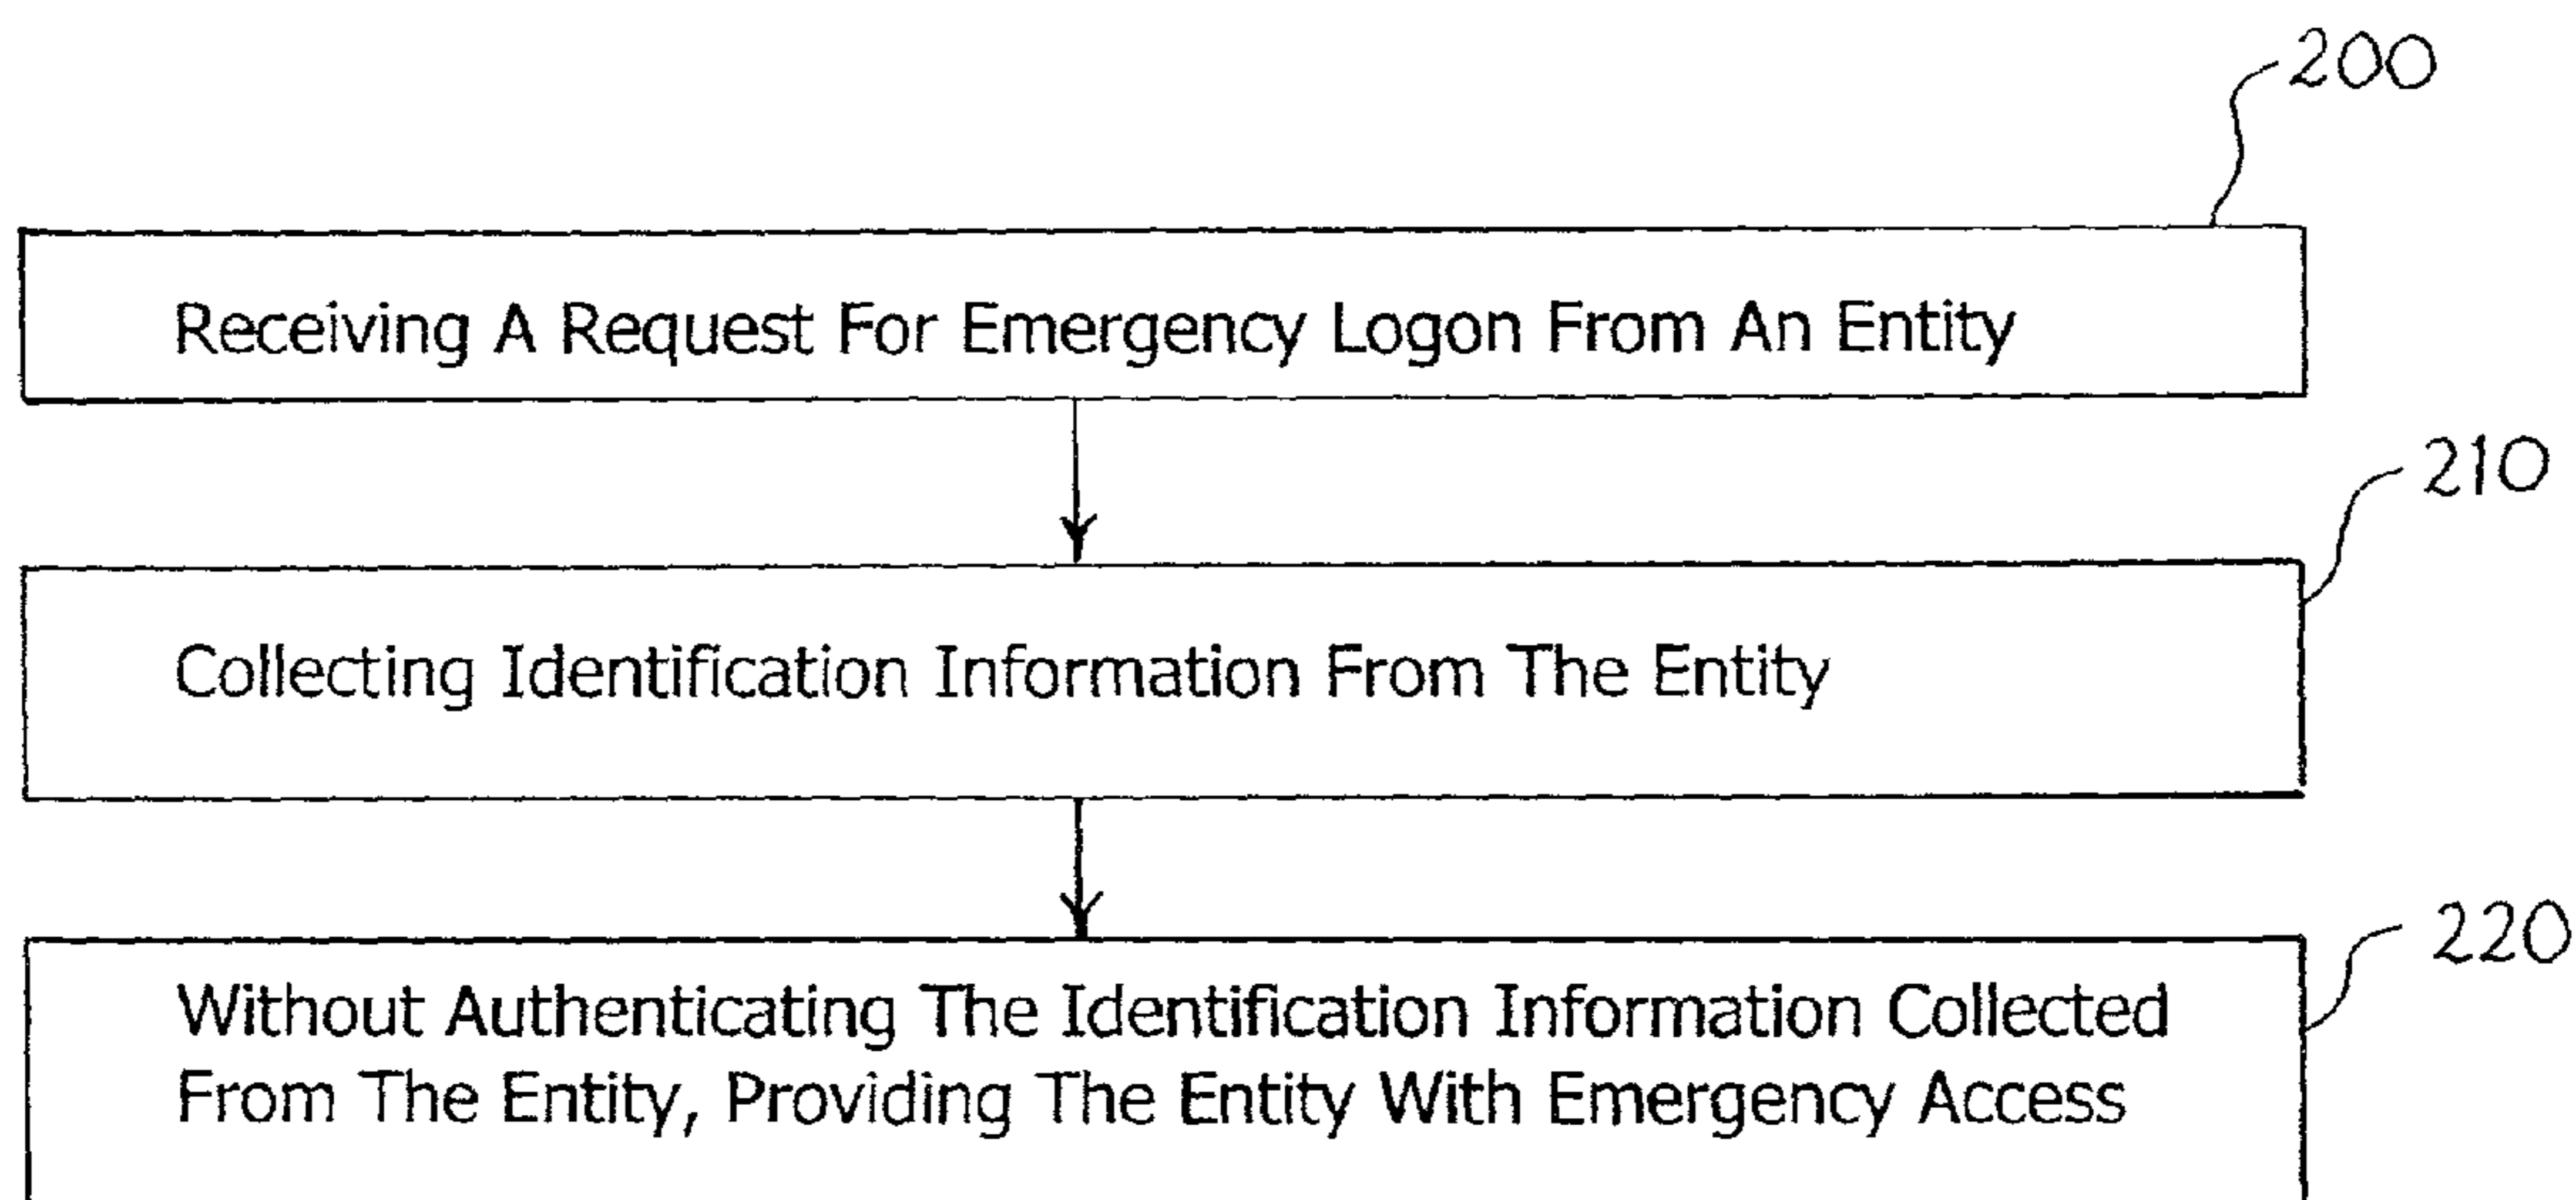 200
Receiving A Request For Emergency Logon From An Entity
210
Collecting Identification Information From The Entity
220
Without Authenticating The Identification Information Collected
From The Entity, Providing The Entity With Emergency Access